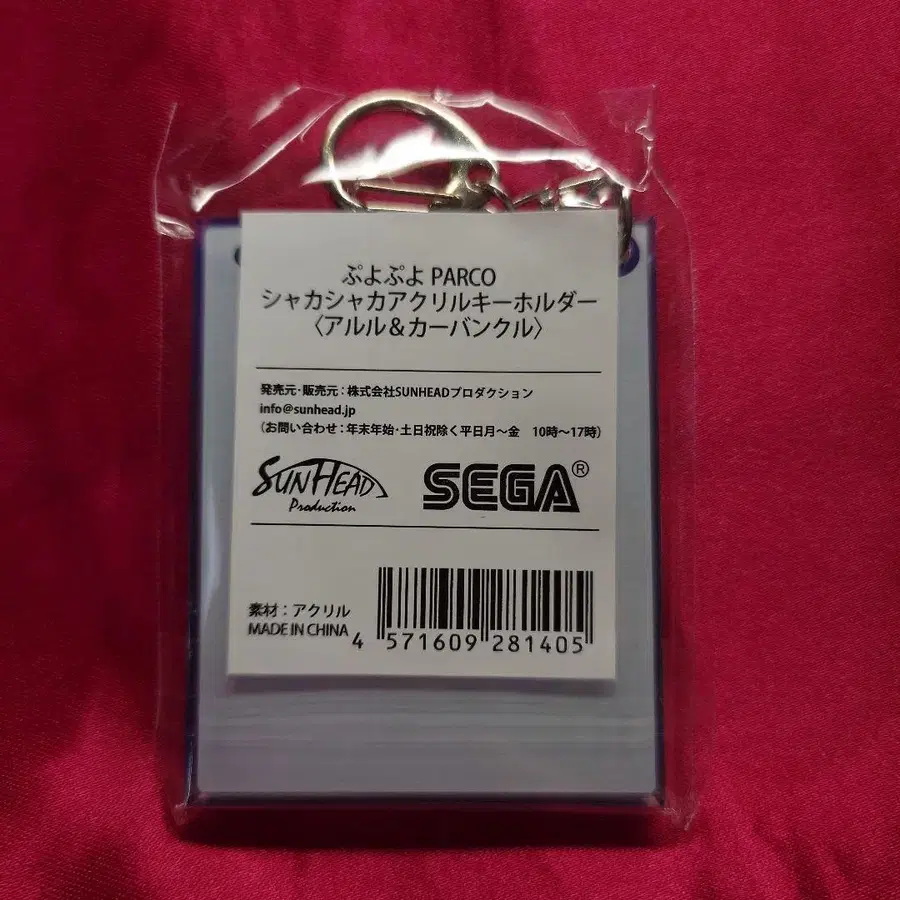 ぷよぷよ PARCO
シャカシャカアクリルキーホルダー
〈アルル＆カーバンクル〉
発売元・販売元：株式会社SUNHEADプロダクション
info@sunhead.jp
（お問い合わせ：年末年始・土日祝除く平日月～金　10時～17時）
SUNHEAD
Production
SEGA®
素材：アクリル
MADE IN CHINA
4 571609 281405